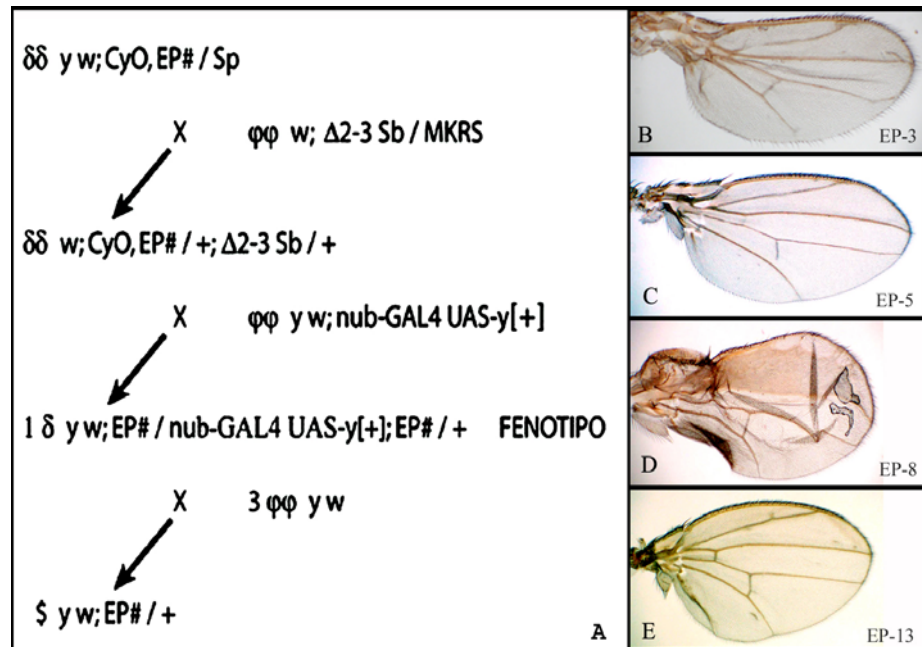 δδ y w; CyO, EP# / Sp
X φφ w; Δ2-3 Sb / MKRS
δδ w; CyO, EP# / +; Δ2-3 Sb / +
X φφ y w; nub-GAL4 UAS-y[+]
1 δ y w; EP# / nub-GAL4 UAS-y[+]; EP# / + FENOTIPO
X 3 φφ y w
$ y w; EP# / +
A
B EP-3
C EP-5
D EP-8
E EP-13